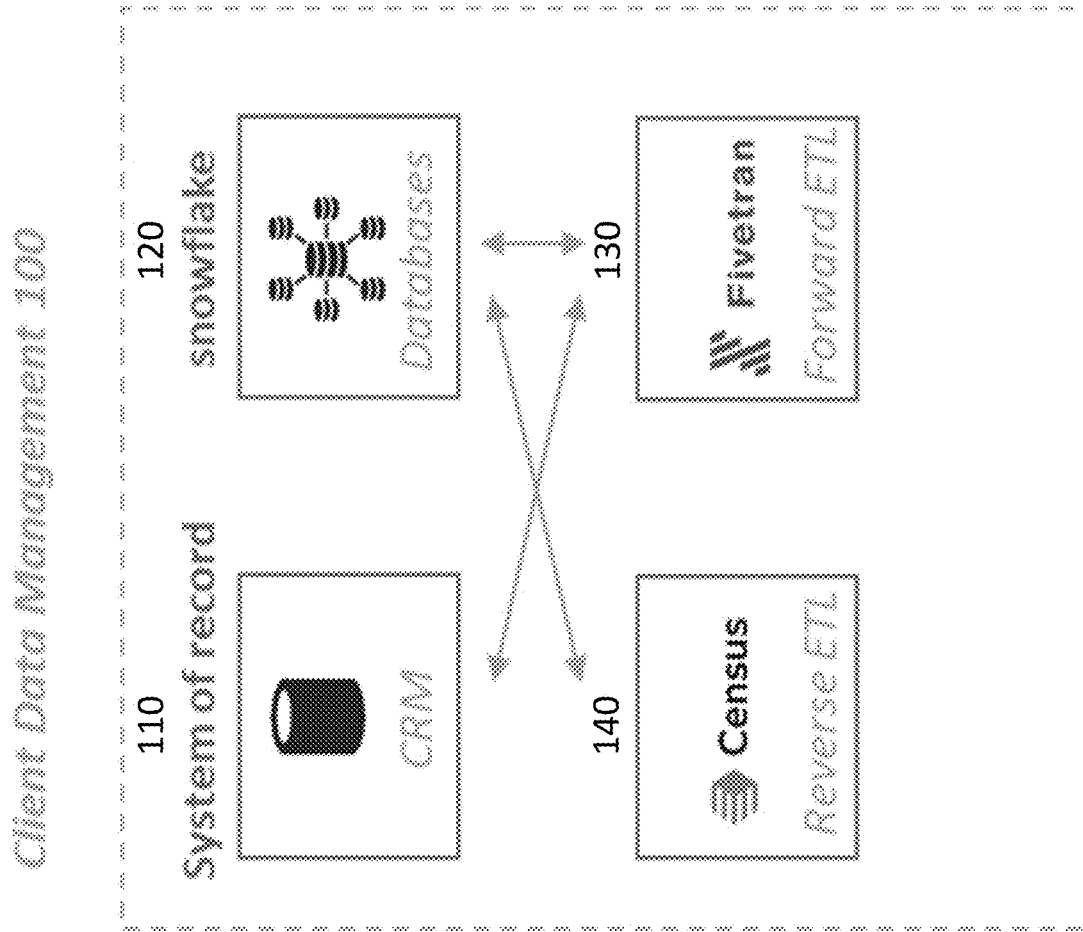 Client Data Management 100
110
System of record
CRM
120
snowflake
Databases
140
Census
Reverse ETL
130
Fivetran
Forward ETL